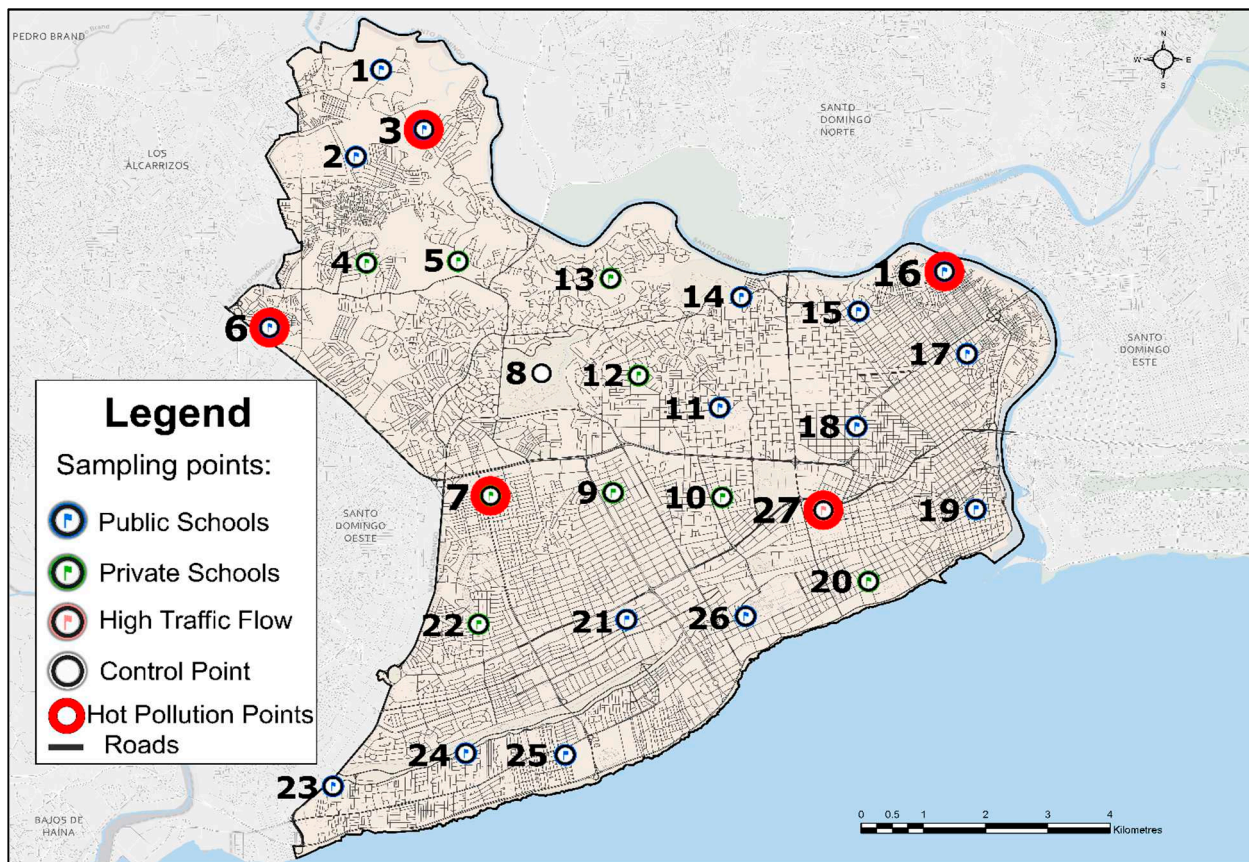 PEDRO BRAND
N
W E
S
1
3
SANTO
DOMINGO
NORTE
2
LOS
ALCARRIZOS
4
5
13
SANTO DOMINGO
16
14
15
6
SANTO
DOMINGO
ESTE
17
8
12
11
18
Legend
Sampling points:
Public Schools
Private Schools
High Traffic Flow
Control Point
Hot Pollution Points
Roads
7
9
10
27
19
SANTO
DOMINGO
OESTE
20
22
21
26
24
25
23
BAJOS DE
HAINA
0 0.5 1 2 3 4
Kilometres